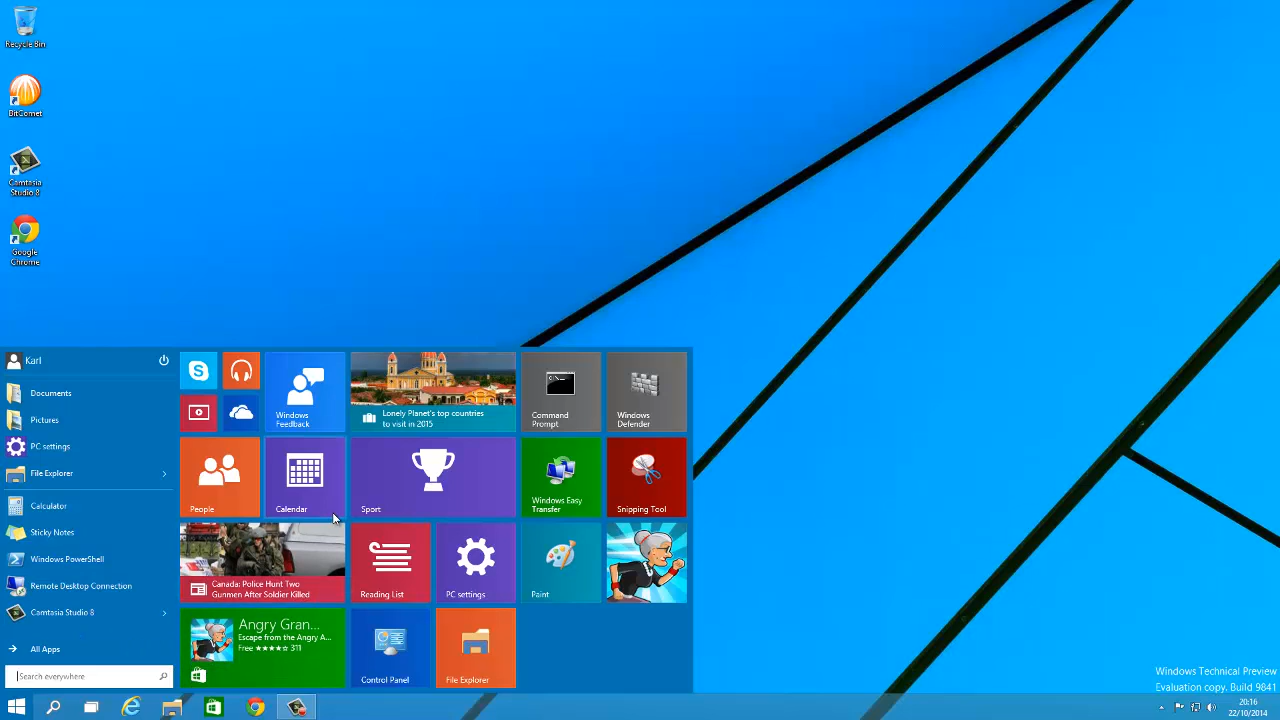 Recycle Bin
BitComet
Camtasia
Studio 8
Google
Chrome
Karl
Documents
Pictures
PC settings
File Explorer
Calculator
Sticky Notes
Windows PowerShell
Remote Desktop Connection
Camtasia Studio 8
All Apps
Search everywhere
Windows
Feedback
Lonely Planet's top countries
to visit in 2015
C:\_
Command
Prompt
Windows
Defender
People
Calendar
Sport
Windows Easy
Transfer
Snipping Tool
Canada: Police Hunt Two
Gunmen After Soldier Killed
Reading List
PC settings
Paint
Angry Gran...
Escape from the Angry A...
Free ★★★★☆ 311
Control Panel
File Explorer
Windows Technical Preview
Evaluation copy. Build 9841
20:16
22/10/2014